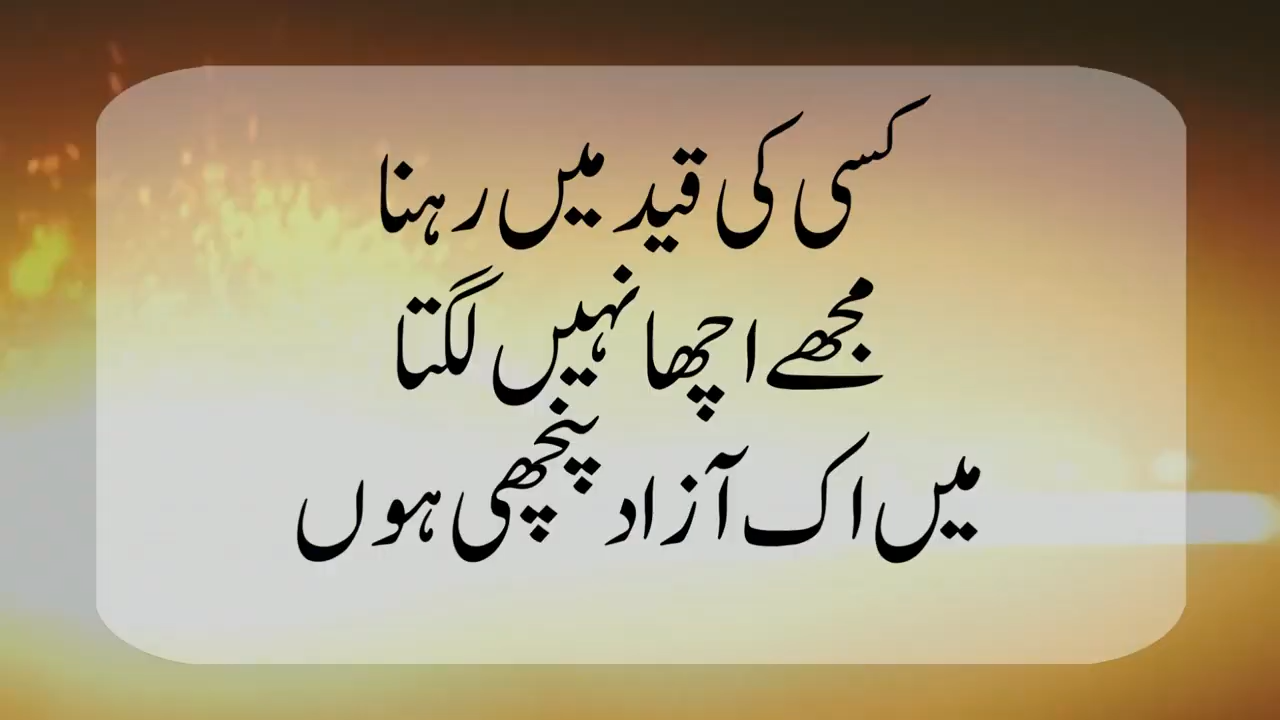 کسی کی قید میں رہنا
مجھے اچھا نہیں لگتا
میں اک آزاد پنچھی ہوں